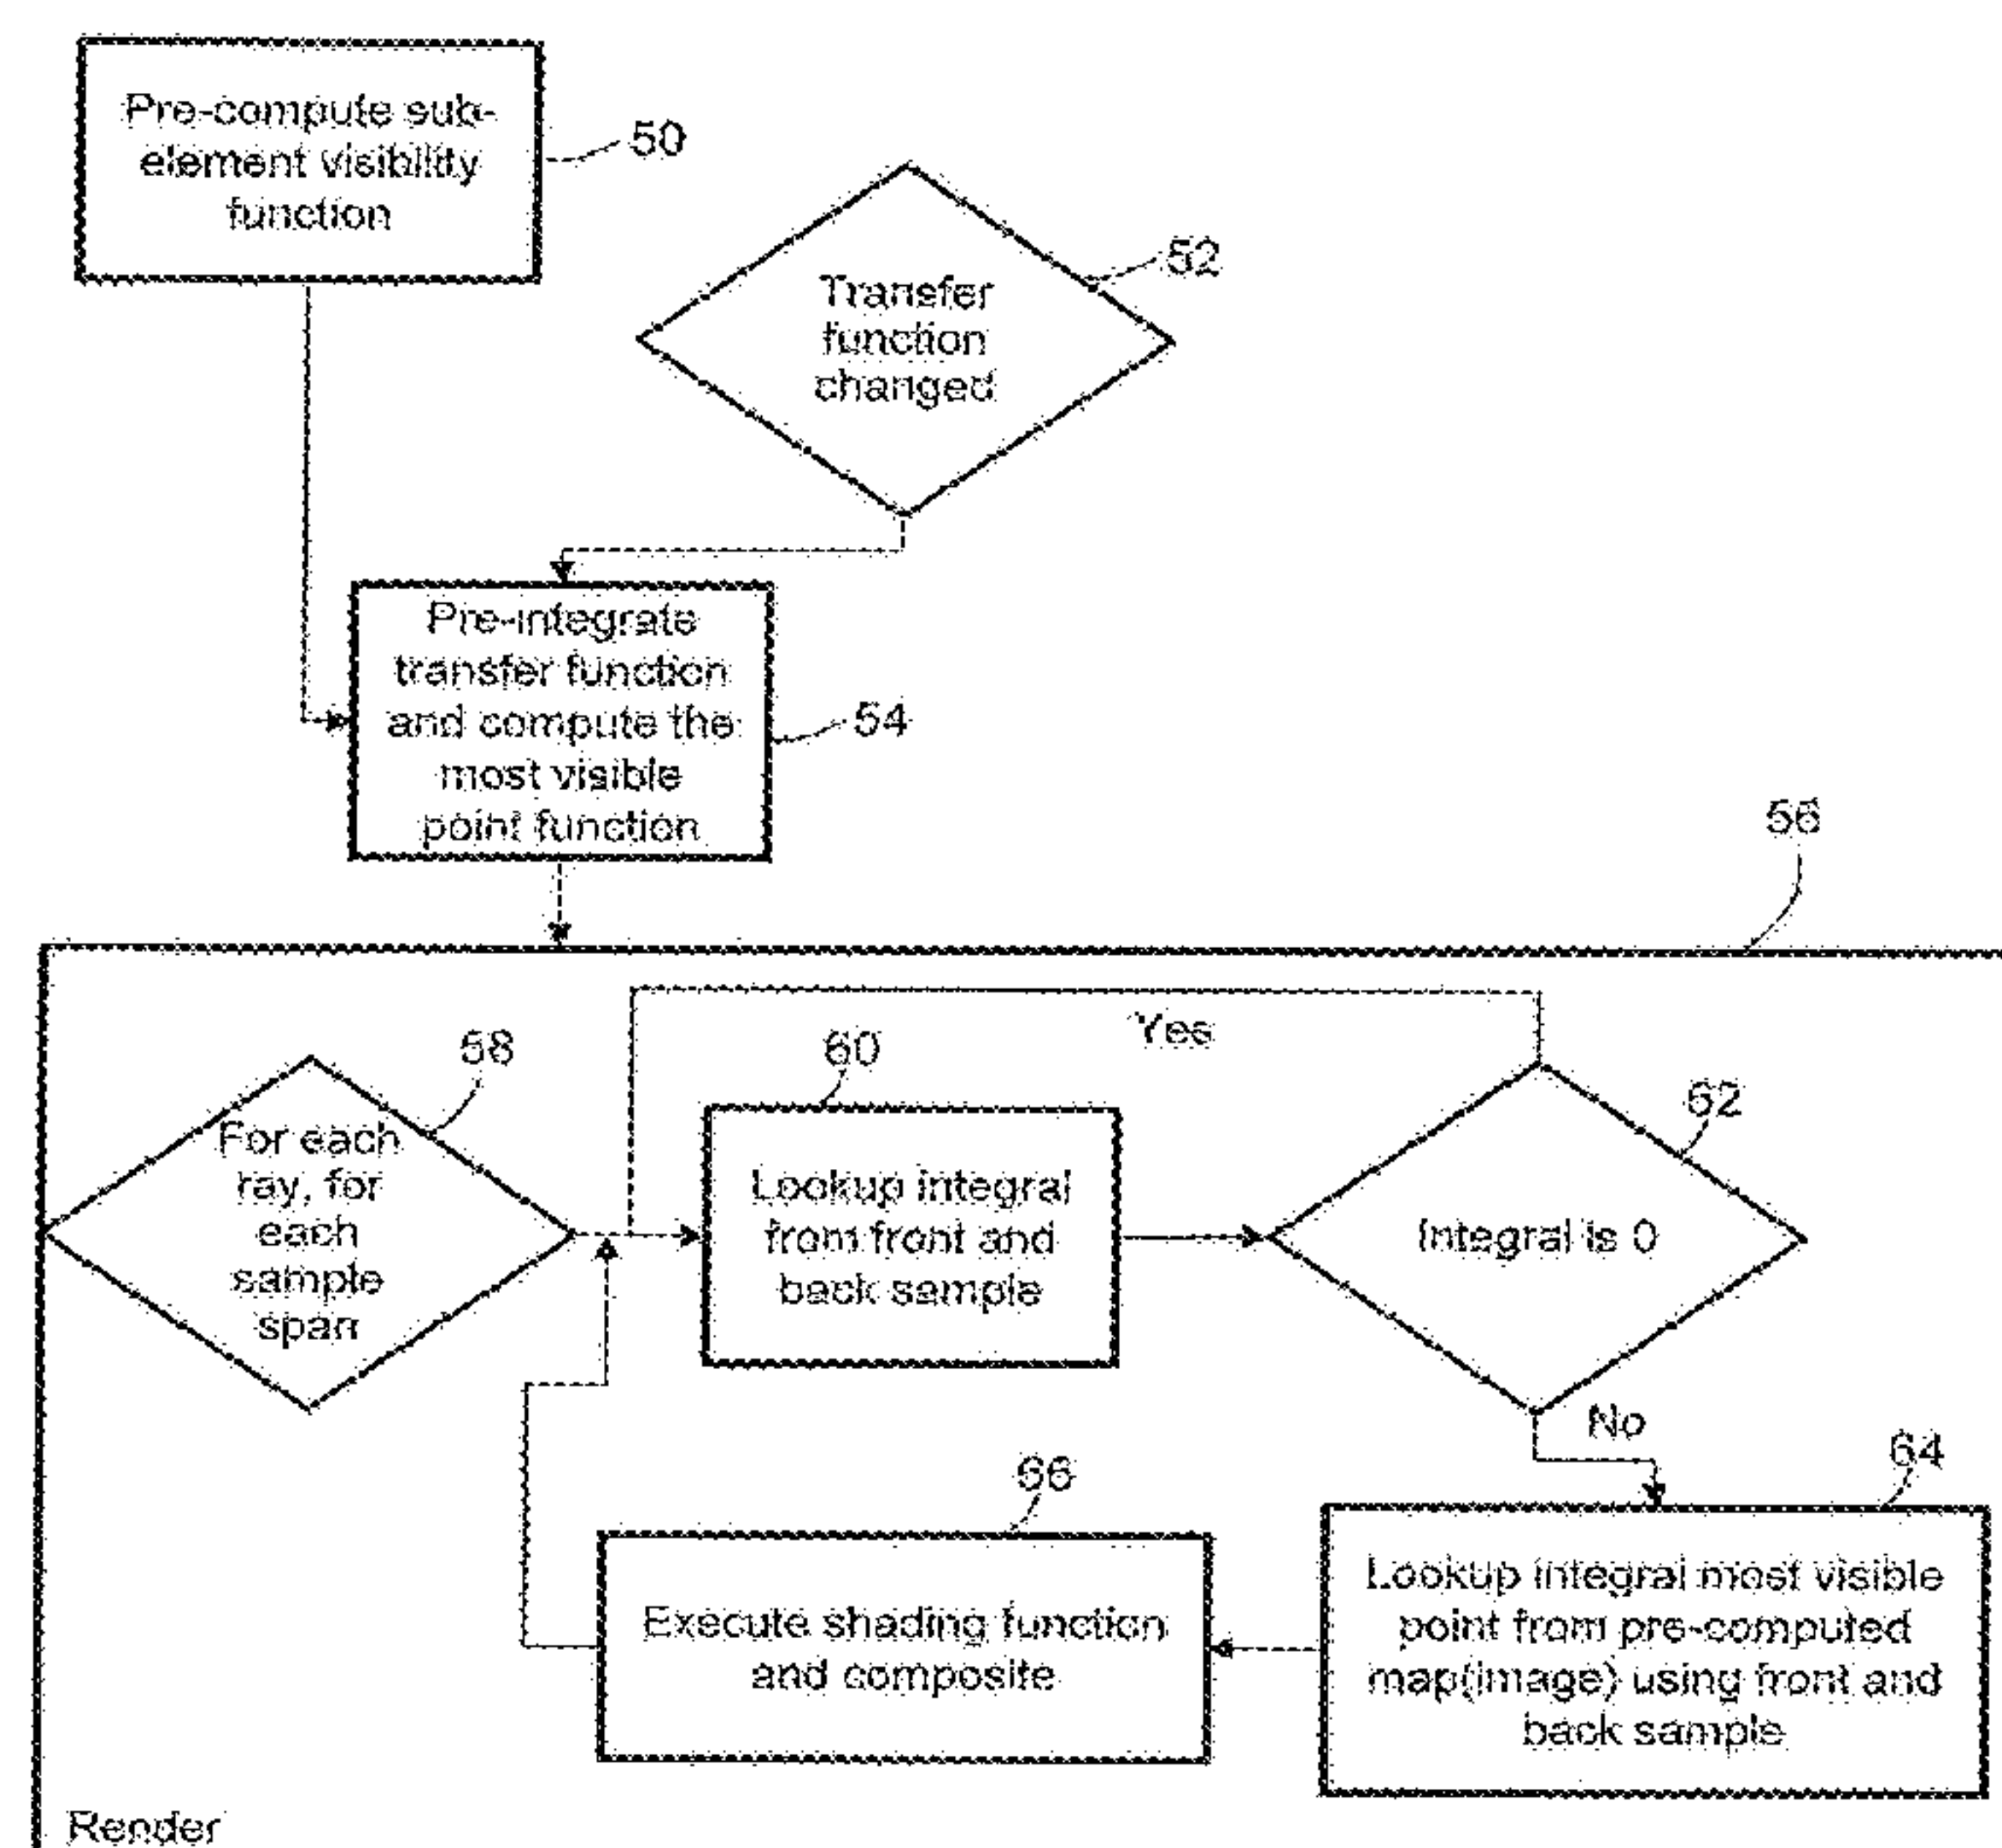 Pre-compute sub-
element visibility
function
50
Transfer
function
changed
52
Pre-integrate
transfer function
and compute the
most visible
point function
54
56
For each
ray, for
each
sample
span
58
Lookup integral
from front and
back sample
60
Yes
Integral is 0
62
No
Lookup integral most visible
point from pre-computed
map(image) using front and
back sample
64
Execute shading function
and composite
66
Render